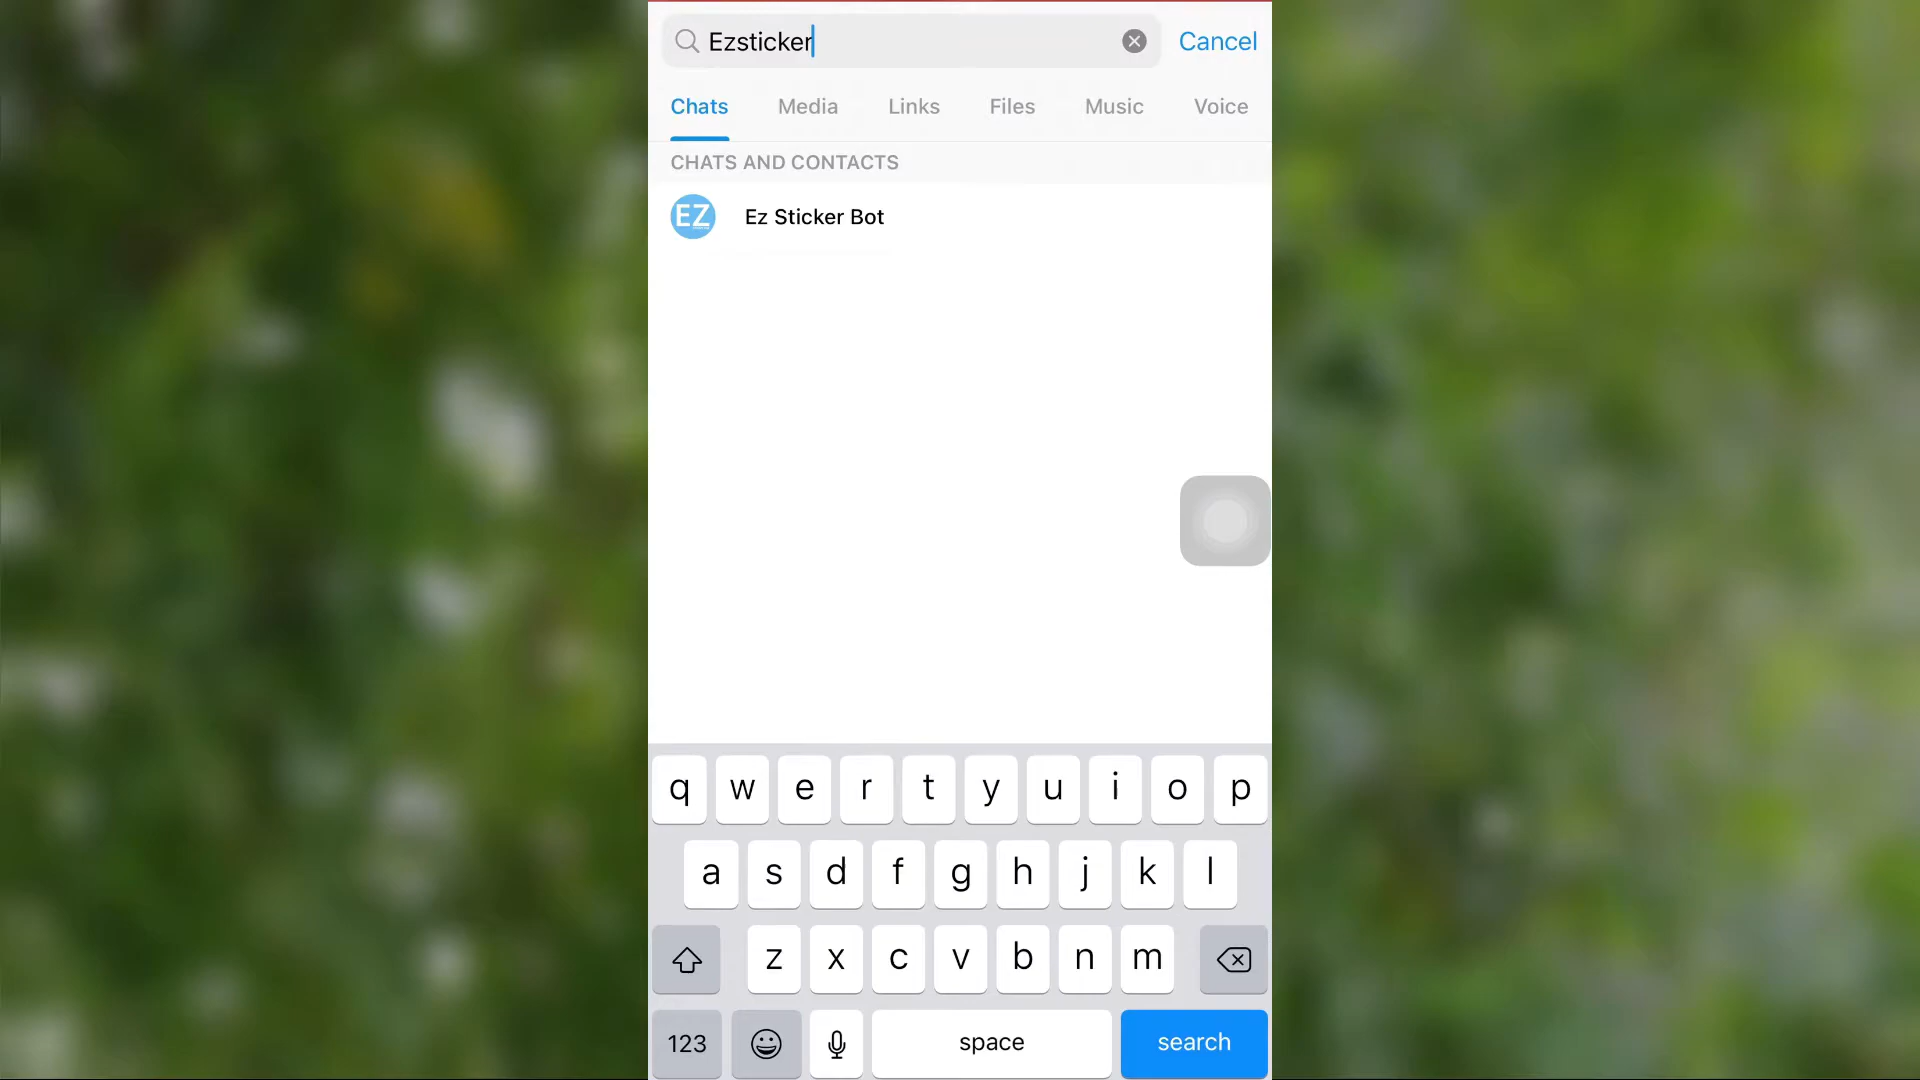 Ezsticker
Cancel
Chats Media Links Files Music Voice
CHATS AND CONTACTS
EZ
Ez Sticker Bot
q w e r t y u i o p
a s d f g h j k l
z x c v b n m
123 space search